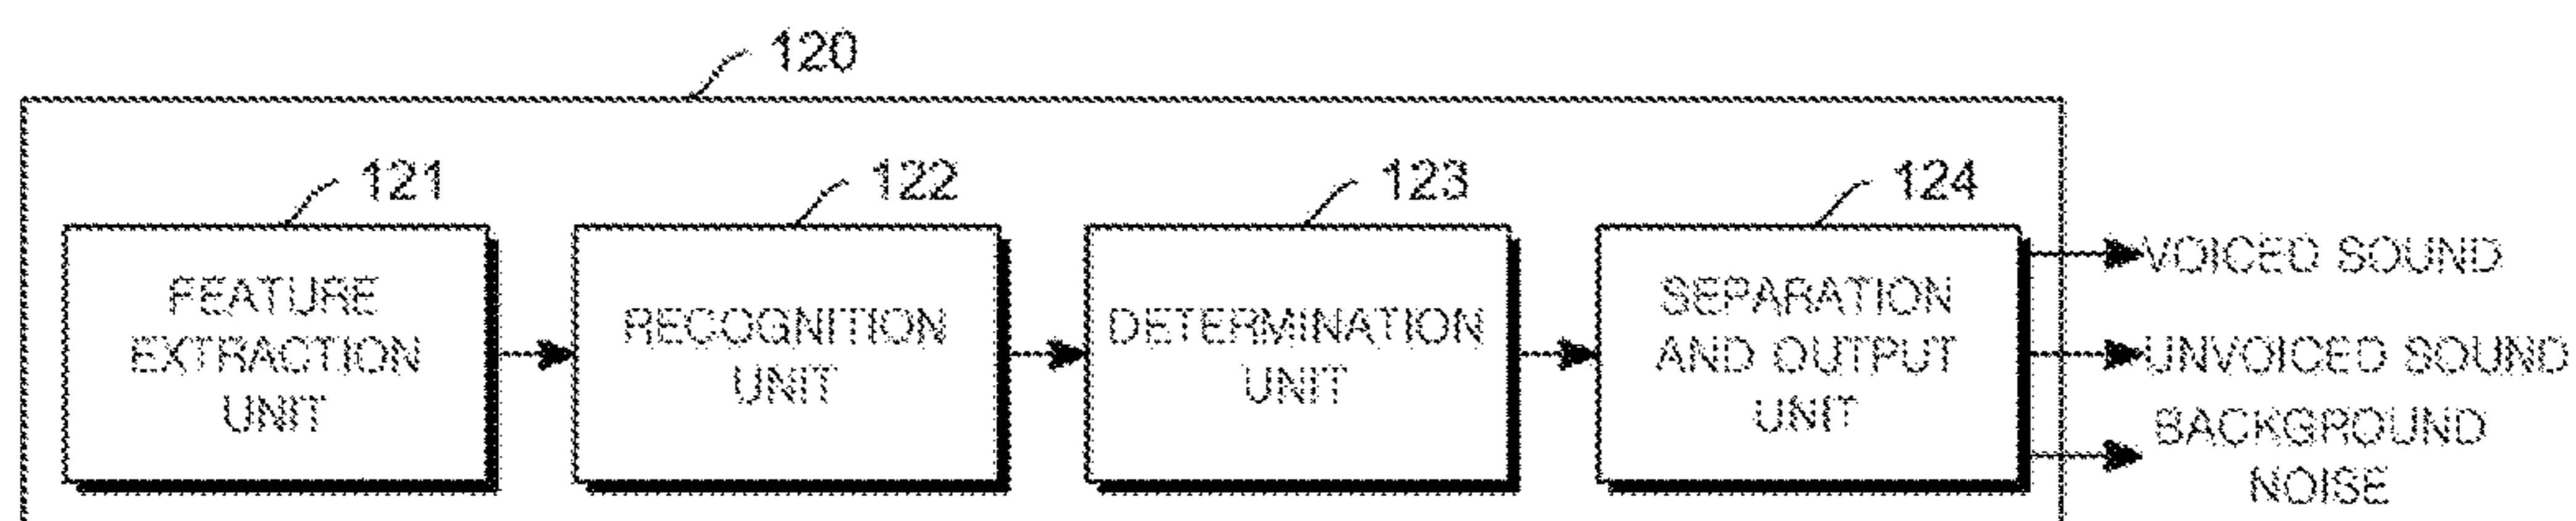 120
121
122
123
124
FEATURE
EXTRACTION
UNIT
RECOGNITION
UNIT
DETERMINATION
UNIT
SEPARATION
AND OUTPUT
UNIT
VOICED SOUND
UNVOICED SOUND
BACKGROUND
NOISE